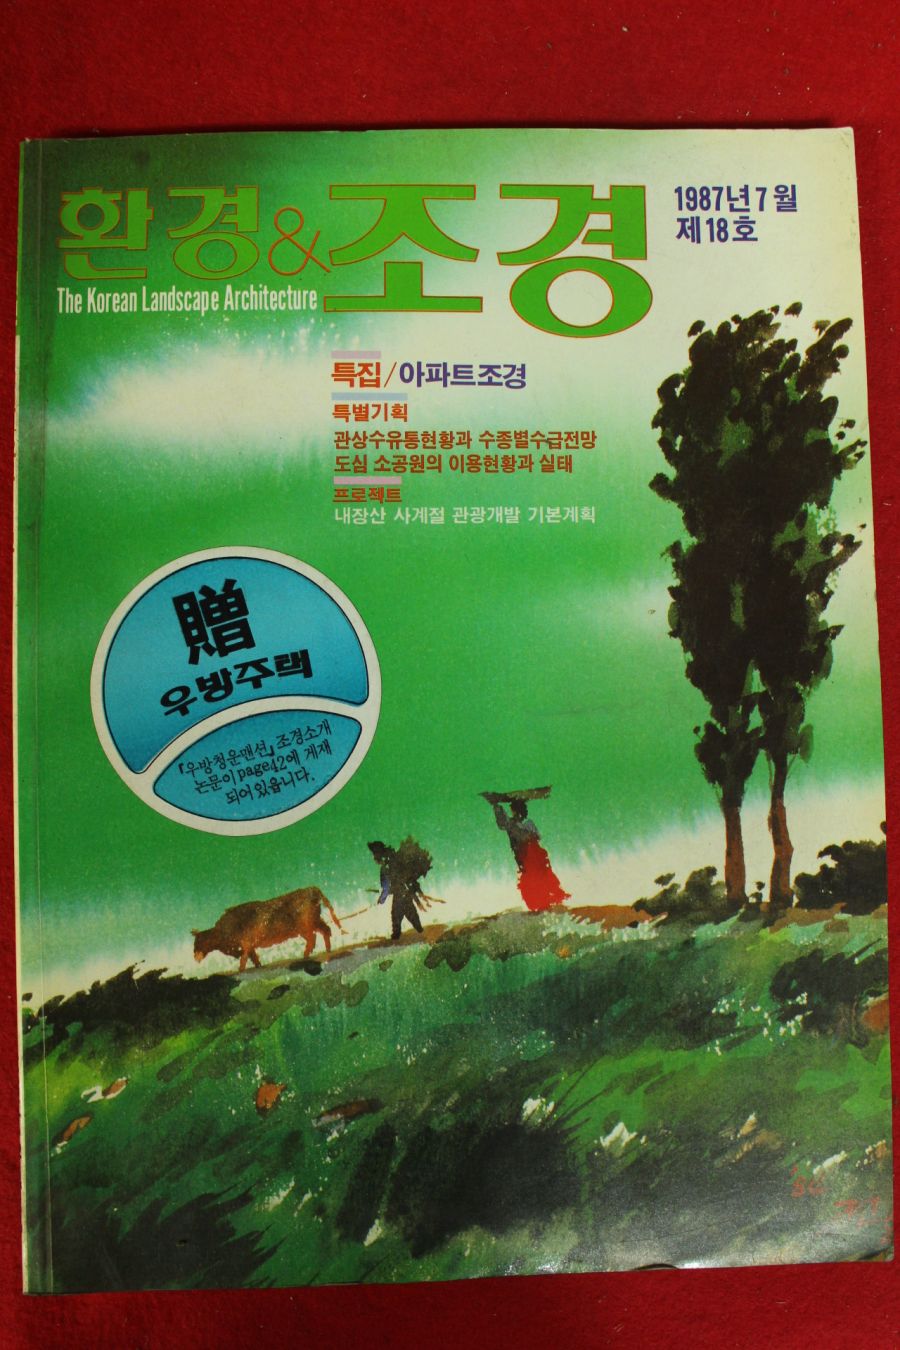 환경&조경
The Korean Landscape Architecture
1987년 7월
제18호
특집/아파트조경
특별기획
관상수유통현황과 수종별수급전망
도심 소공원의 이용현황과 실태
프로젝트
내장산 사계절 관광개발 기본계획
贈
우방주택
『우방청운맨션』조경소개
논문이 page42에 게재
되어 있읍니다.